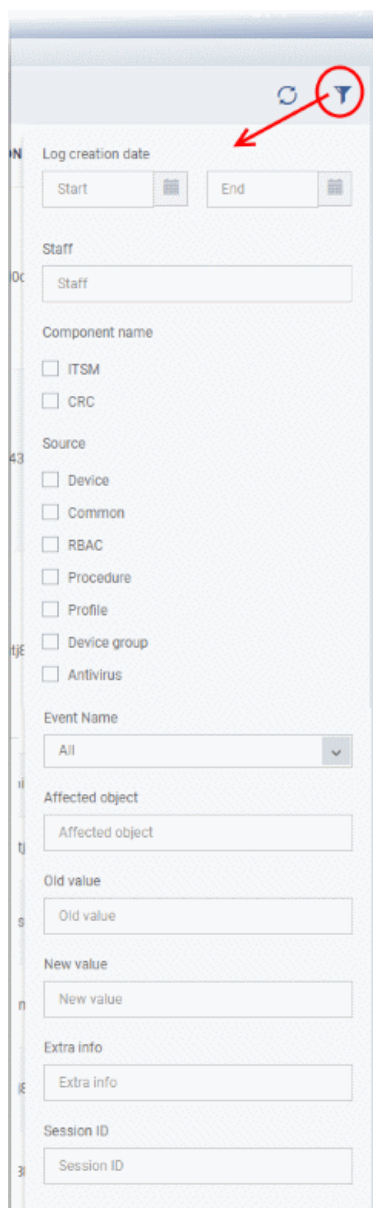 Log creation date
Start End
Staff
Staff
Component name
ITSM
CRC
Source
Device
Common
RBAC
Procedure
Profile
Device group
Antivirus
Event Name
All
Affected object
Affected object
Old value
Old value
New value
New value
Extra info
Extra info
Session ID
Session ID